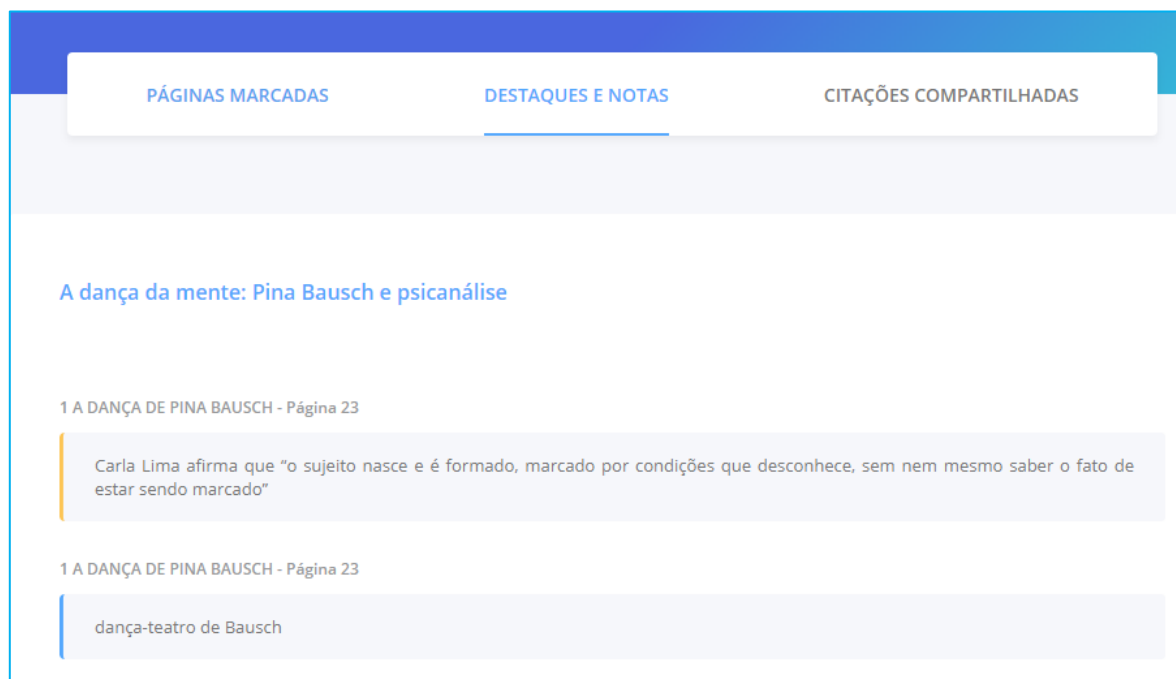 PÁGINAS MARCADAS
DESTAQUES E NOTAS
CITAÇÕES COMPARTILHADAS
A dança da mente: Pina Bausch e psicanálise
1 A DANÇA DE PINA BAUSCH - Página 23
Carla Lima afirma que “o sujeito nasce e é formado, marcado por condições que desconhece, sem nem mesmo saber o fato de
estar sendo marcado”
1 A DANÇA DE PINA BAUSCH - Página 23
dança-teatro de Bausch